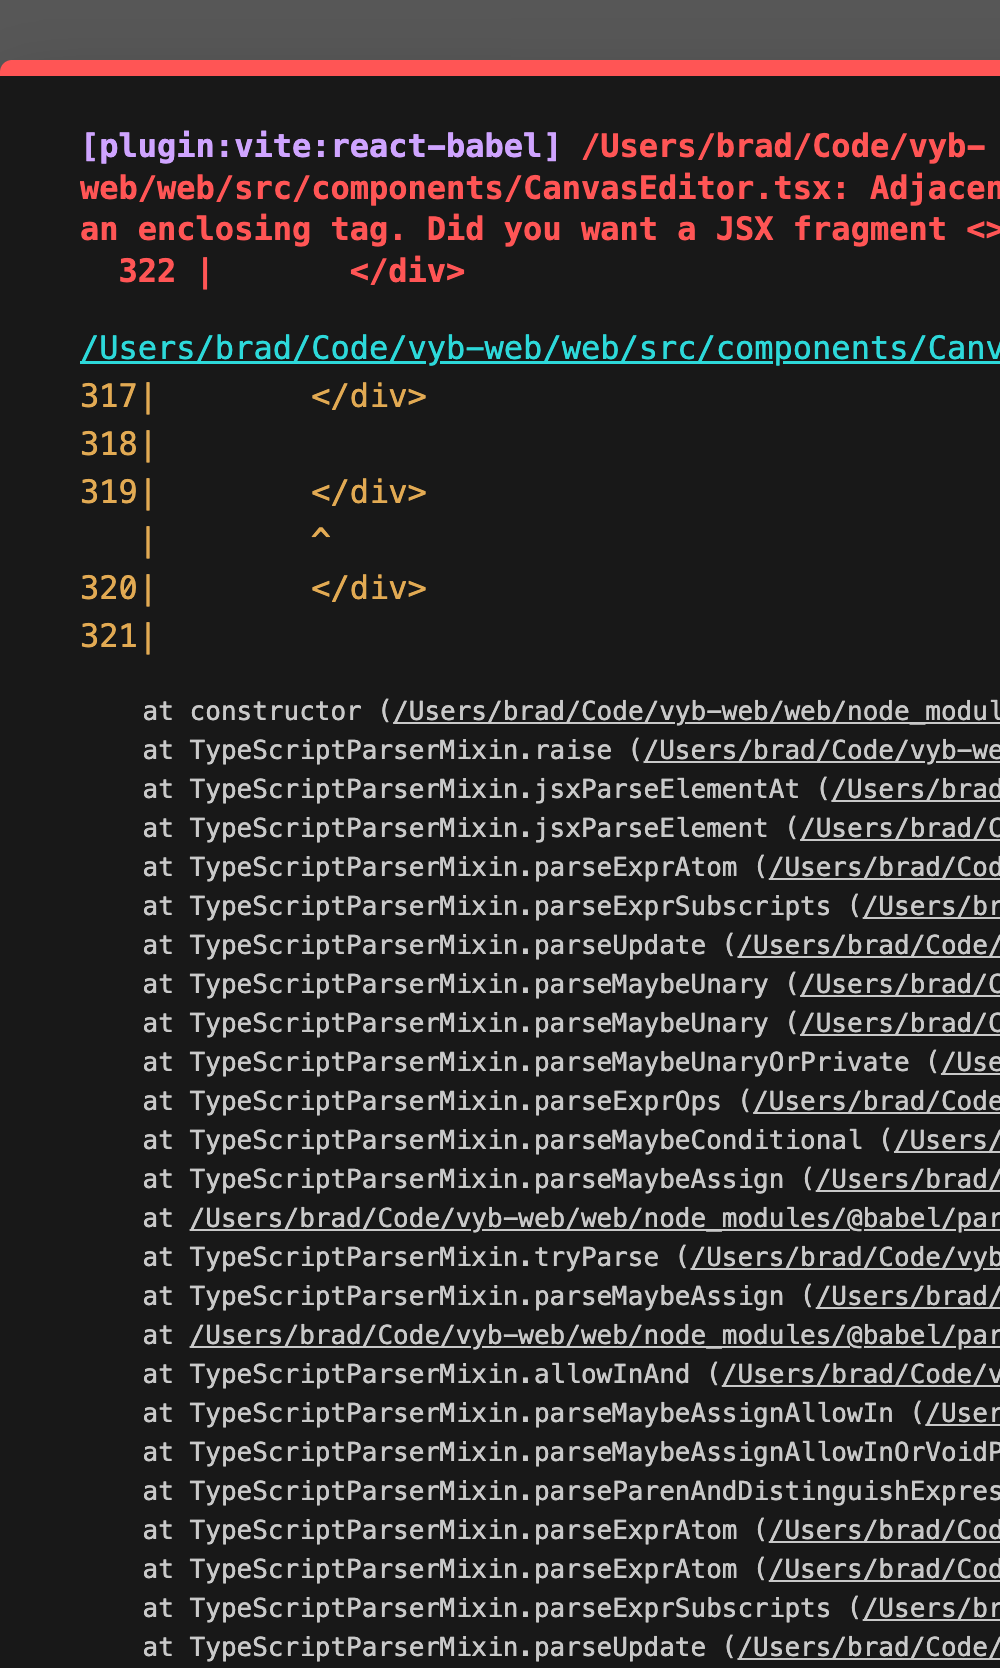 [plugin:vite:react-babel] /Users/brad/Code/vyb-
web/web/src/components/CanvasEditor.tsx: Adjacen
an enclosing tag. Did you want a JSX fragment <>
322 | </div>
/Users/brad/Code/vyb-web/web/src/components/Canv
317| </div>
318|
319| </div>
| ^
320| </div>
321|
at constructor (/Users/brad/Code/vyb-web/web/node_modul
at TypeScriptParserMixin.raise (/Users/brad/Code/vyb-we
at TypeScriptParserMixin.jsxParseElementAt (/Users/brad
at TypeScriptParserMixin.jsxParseElement (/Users/brad/C
at TypeScriptParserMixin.parseExprAtom (/Users/brad/Cod
at TypeScriptParserMixin.parseExprSubscripts (/Users/br
at TypeScriptParserMixin.parseUpdate (/Users/brad/Code/
at TypeScriptParserMixin.parseMaybeUnary (/Users/brad/C
at TypeScriptParserMixin.parseMaybeUnary (/Users/brad/C
at TypeScriptParserMixin.parseMaybeUnaryOrPrivate (/Use
at TypeScriptParserMixin.parseExprOps (/Users/brad/Code
at TypeScriptParserMixin.parseMaybeConditional (/Users/
at TypeScriptParserMixin.parseMaybeAssign (/Users/brad/
at /Users/brad/Code/vyb-web/web/node_modules/@babel/par
at TypeScriptParserMixin.tryParse (/Users/brad/Code/vyb
at TypeScriptParserMixin.parseMaybeAssign (/Users/brad/
at /Users/brad/Code/vyb-web/web/node_modules/@babel/par
at TypeScriptParserMixin.allowInAnd (/Users/brad/Code/v
at TypeScriptParserMixin.parseMaybeAssignAllowIn (/User
at TypeScriptParserMixin.parseMaybeAssignAllowInOrVoidP
at TypeScriptParserMixin.parseParenAndDistinguishExpres
at TypeScriptParserMixin.parseExprAtom (/Users/brad/Cod
at TypeScriptParserMixin.parseExprAtom (/Users/brad/Cod
at TypeScriptParserMixin.parseExprSubscripts (/Users/br
at TypeScriptParserMixin.parseUpdate (/Users/brad/Code/